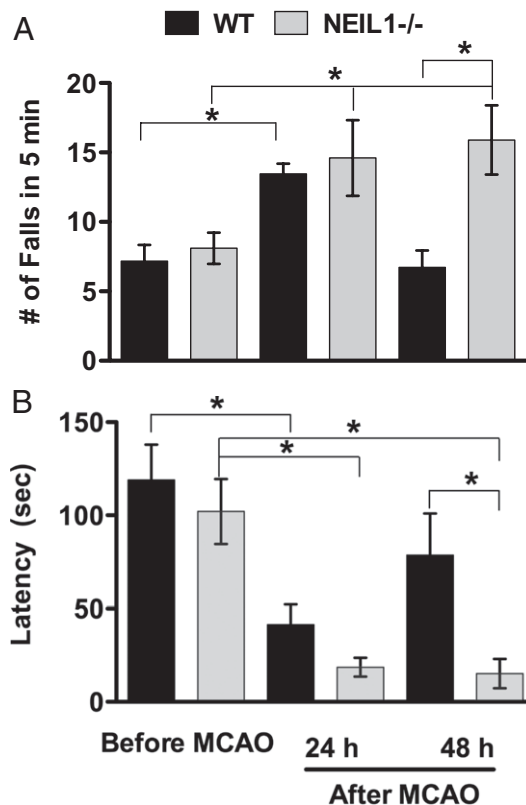 A
WT NEIL1-/-
# of Falls in 5 min
20
15
10
5
0
*
*
*
B
Latency (sec)
150
100
50
0
*
*
*
*
Before MCAO
24 h 48 h
After MCAO